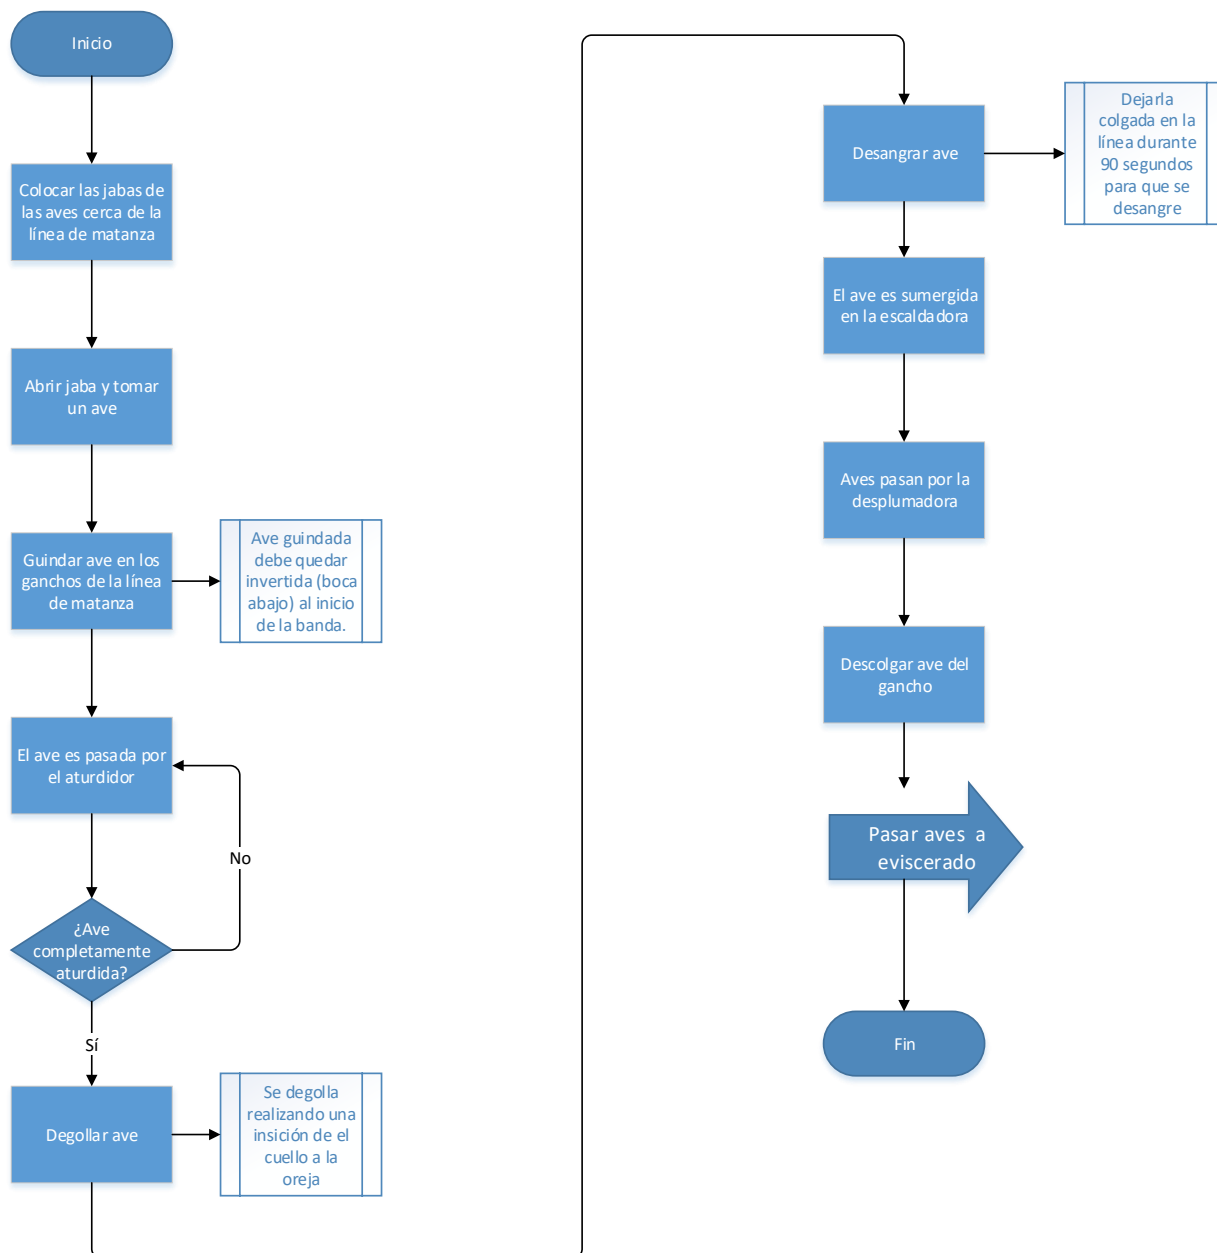 Inicio
Colocar las jabas de
las aves cerca de la
línea de matanza
Abrir jaba y tomar
un ave
Guindar ave en los
ganchos de la línea
de matanza
Ave guindada
debe quedar
invertida (boca
abajo) al inicio
de la banda.
El ave es pasada por
el aturdidor
No
¿Ave
completamente
aturdida?
Sí
Degollar ave
Se degolla
realizando una
insición de el
cuello a la
oreja
Desangrar ave
Dejarla
colgada en la
línea durante
90 segundos
para que se
desangre
El ave es sumergida
en la escaldadora
Aves pasan por la
desplumadora
Descolgar ave del
gancho
Pasar aves a
eviscerado
Fin